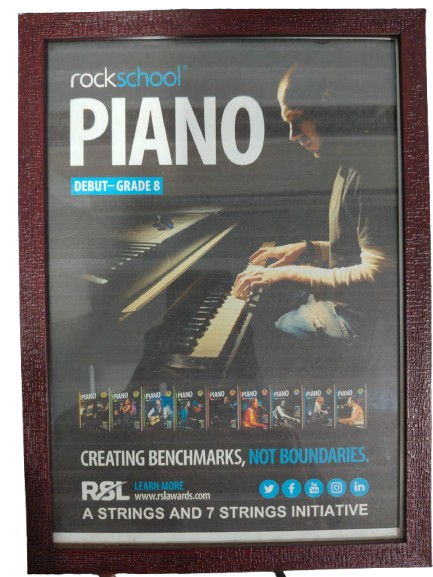 rockschool®
PIANO
DEBUT–GRADE 8
PIANO PIANO PIANO PIANO PIANO PIANO PIANO PIANO PIANO
CREATING BENCHMARKS, NOT BOUNDARIES.
RSL LEARN MORE
www.rslawards.com
A STRINGS AND 7 STRINGS INITIATIVE